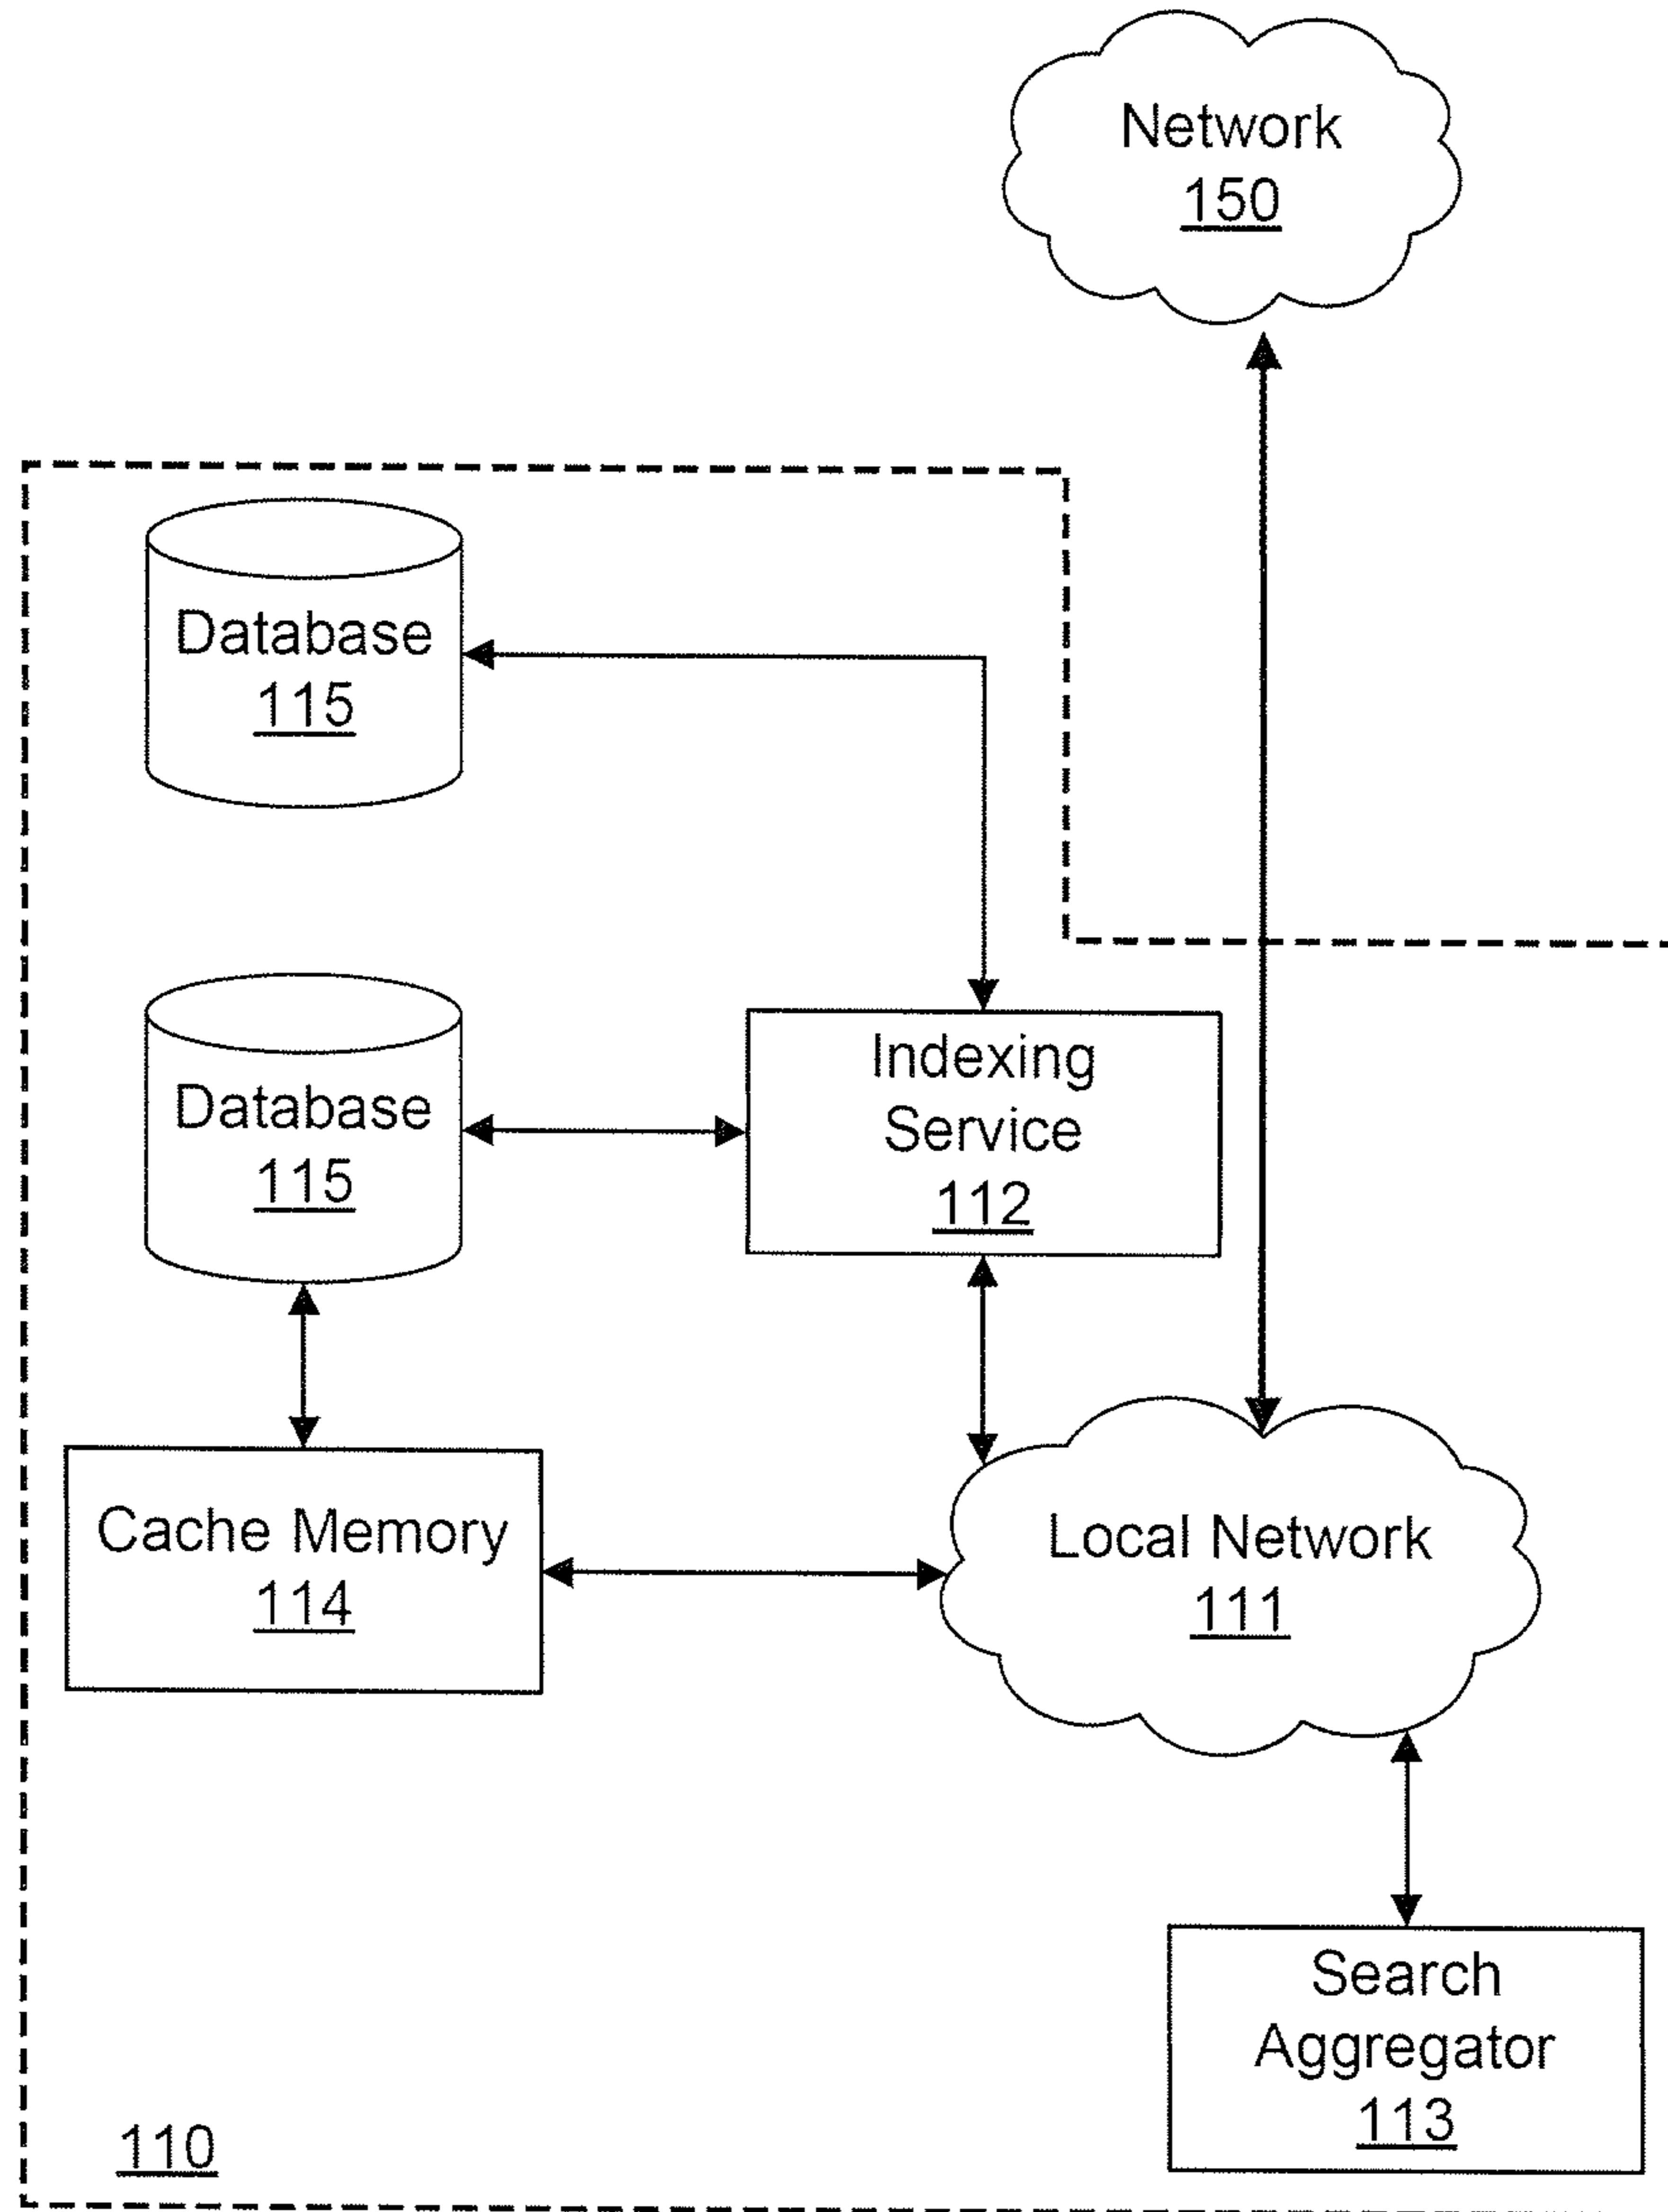 Network
150
Database
115
Database
115
Indexing
Service
112
Cache Memory
114
Local Network
111
Search
Aggregator
113
110